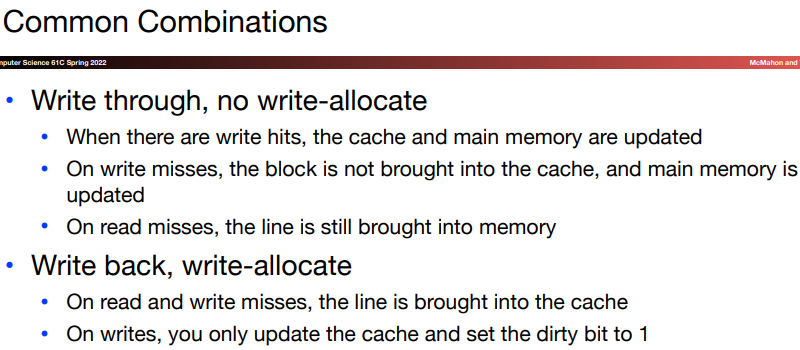 Common Combinations
mputer Science 61C Spring 2022
McMahon and
• Write through, no write-allocate
• When there are write hits, the cache and main memory are updated
• On write misses, the block is not brought into the cache, and main memory is
updated
• On read misses, the line is still brought into memory
• Write back, write-allocate
• On read and write misses, the line is brought into the cache
• On writes, you only update the cache and set the dirty bit to 1